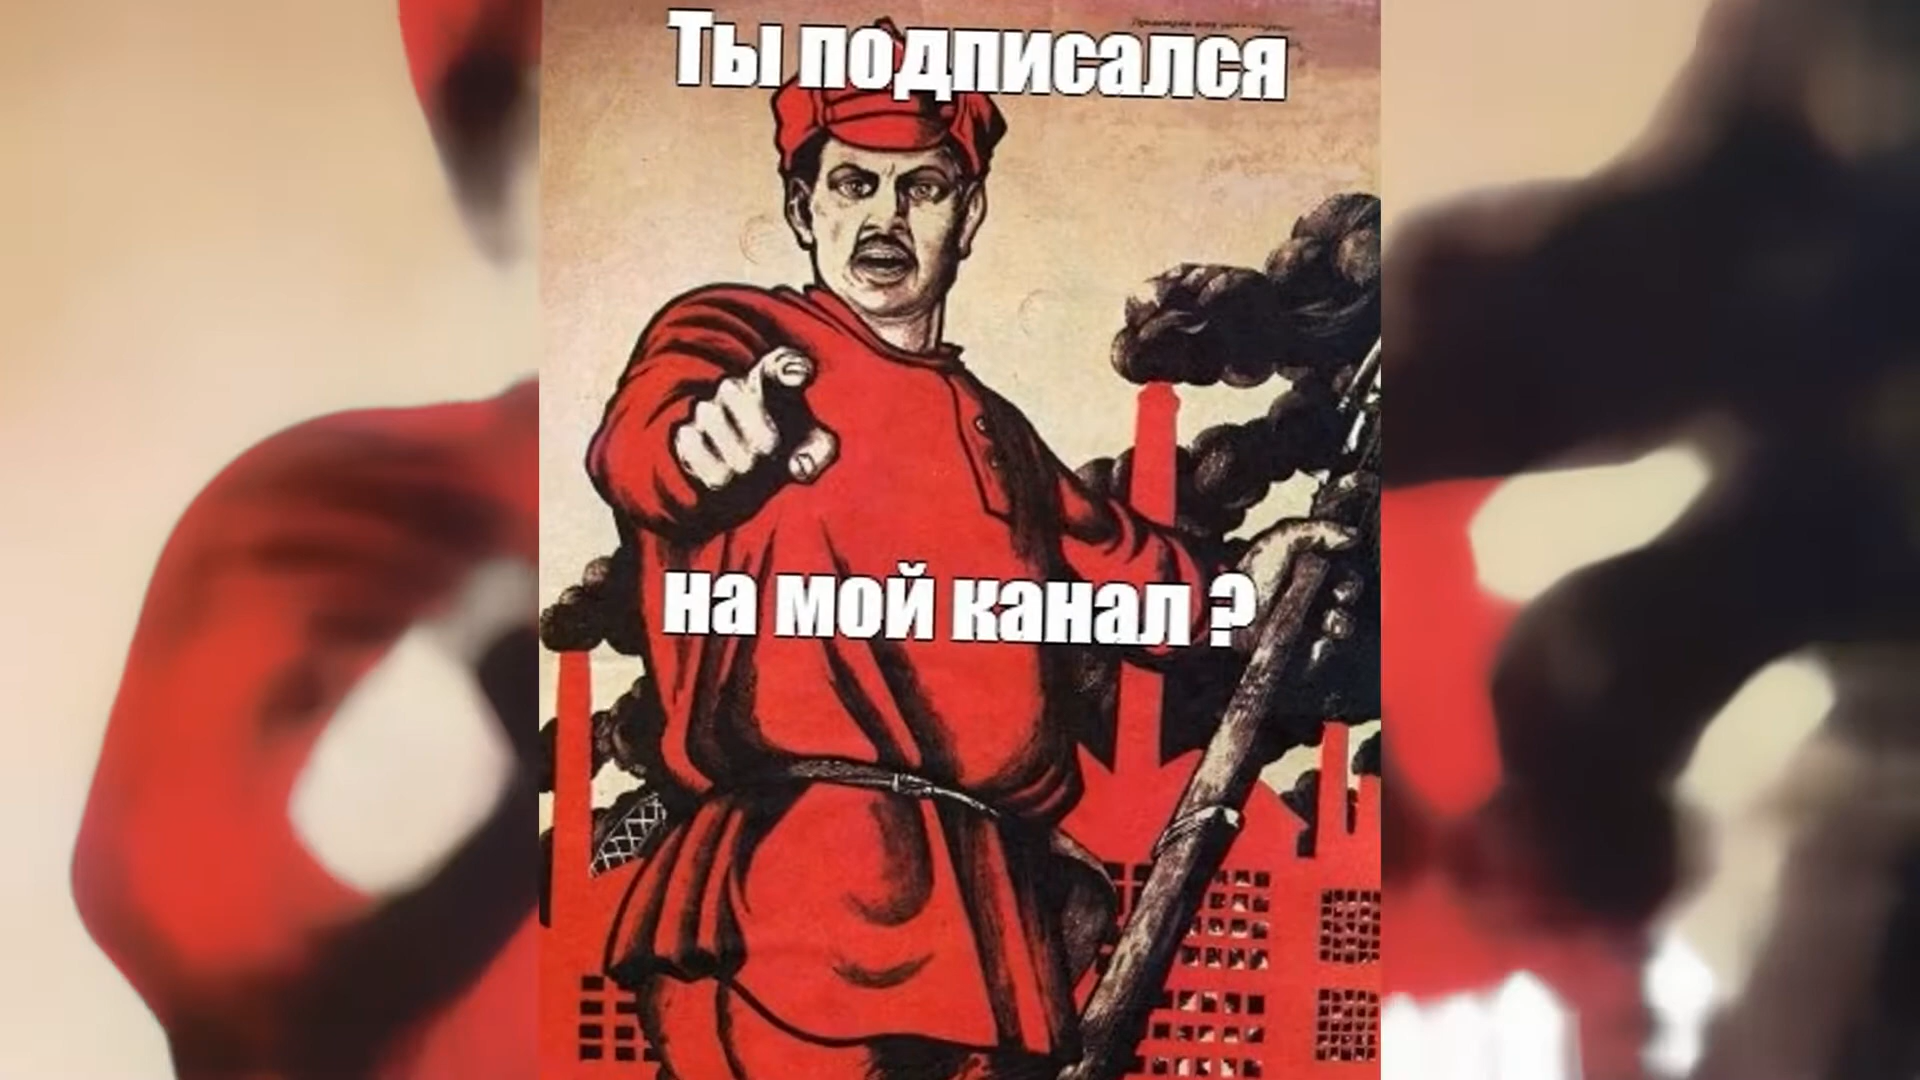 Ты подписался
на мой канал ?